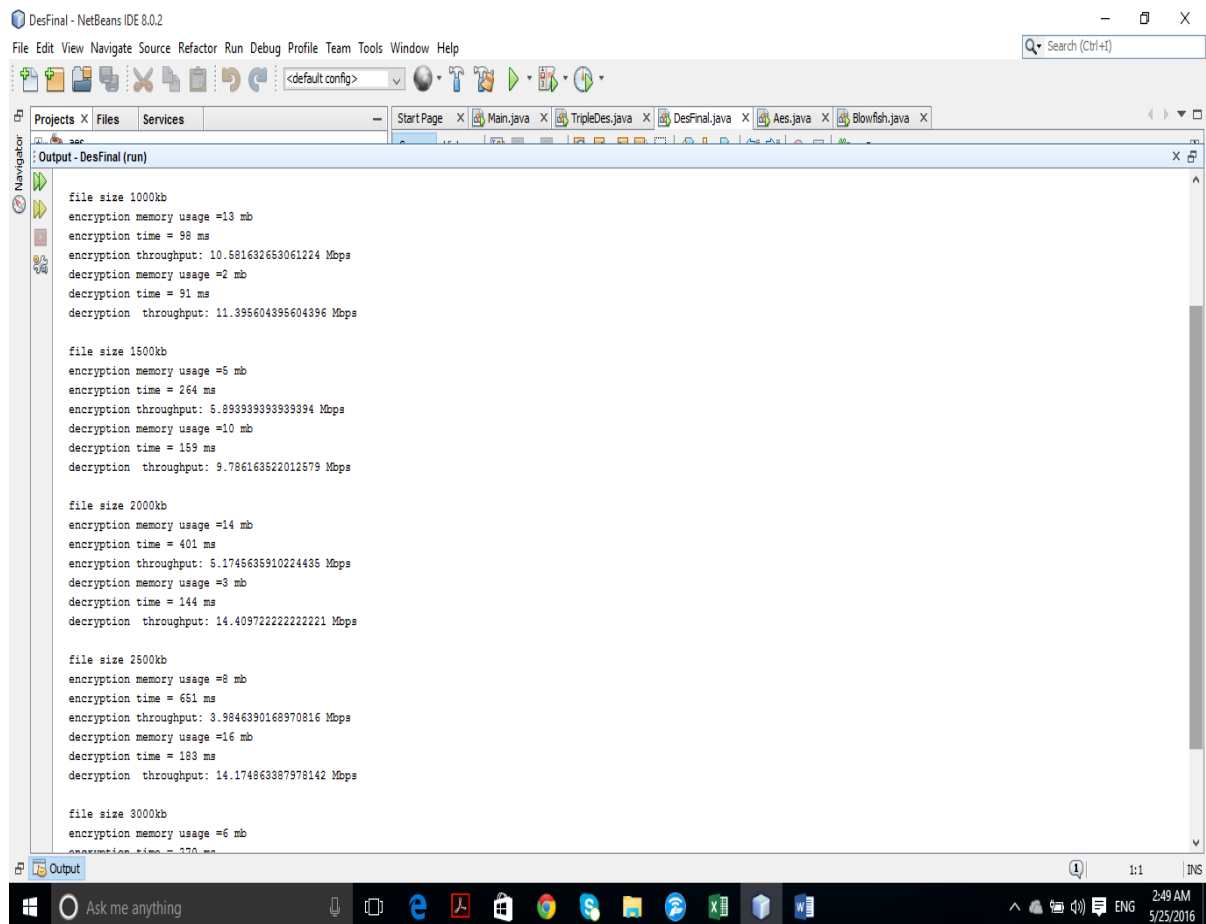 DesFinal - NetBeans IDE 8.0.2
File Edit View Navigate Source Refactor Run Debug Profile Team Tools Window Help
Search (Ctrl+I)
<default config>
Projects X Files Services
Start Page X Main.java X TripleDes.java X DesFinal.java X Aes.java X Blowfish.java X
Navigator
Output - DesFinal (run)
file size 1000kb
encryption memory usage =13 mb
encryption time = 98 ms
encryption throughput: 10.581632653061224 Mbps
decryption memory usage =2 mb
decryption time = 91 ms
decryption  throughput: 11.395604395604396 Mbps
file size 1500kb
encryption memory usage =5 mb
encryption time = 264 ms
encryption throughput: 5.893939393939394 Mbps
decryption memory usage =10 mb
decryption time = 159 ms
decryption  throughput: 9.786163522012579 Mbps
file size 2000kb
encryption memory usage =14 mb
encryption time = 401 ms
encryption throughput: 5.1745635910224435 Mbps
decryption memory usage =3 mb
decryption time = 144 ms
decryption  throughput: 14.409722222222221 Mbps
file size 2500kb
encryption memory usage =8 mb
encryption time = 651 ms
encryption throughput: 3.9846390168970816 Mbps
decryption memory usage =16 mb
decryption time = 183 ms
decryption  throughput: 14.174863387978142 Mbps
file size 3000kb
encryption memory usage =6 mb
encryption time = 270 ms
Output
1 1:1 INS
Ask me anything
ENG 2:49 AM
5/25/2016